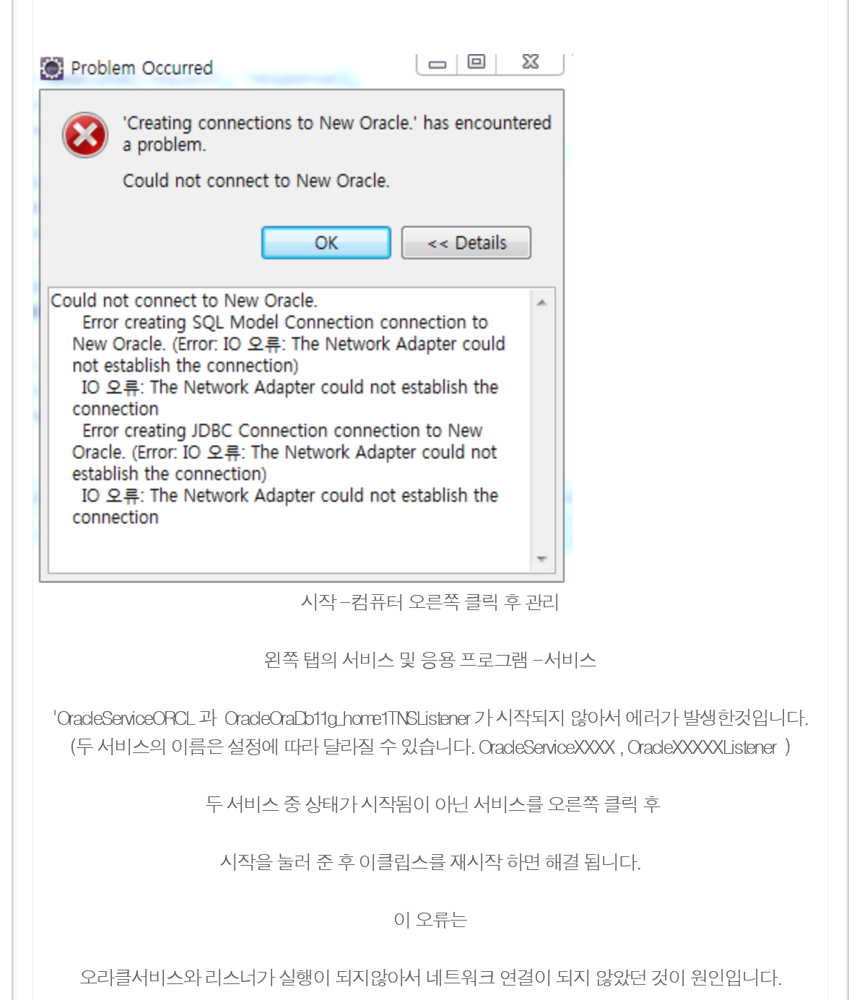 Problem Occurred
'Creating connections to New Oracle.' has encountered
a problem.
Could not connect to New Oracle.
OK
<< Details
Could not connect to New Oracle.
Error creating SQL Model Connection connection to
New Oracle. (Error: IO 오류: The Network Adapter could
not establish the connection)
IO 오류: The Network Adapter could not establish the
connection
Error creating JDBC Connection connection to New
Oracle. (Error: IO 오류: The Network Adapter could not
establish the connection)
IO 오류: The Network Adapter could not establish the
connection
시작 -컴퓨터 오른쪽 클릭 후 관리
왼쪽 탭의 서비스 및 응용 프로그램 -서비스
'OracleServiceORCL 과 OracleOraDb11g_home1TNSListener 가 시작되지 않아서 에러가 발생한것입니다.
(두 서비스의 이름은 설정에 따라 달라질 수 있습니다. OracleServiceXXXX , OracleXXXXXListener )
두 서비스 중 상태가 시작됨이 아닌 서비스를 오른쪽 클릭 후
시작을 눌러 준 후 이클립스를 재시작 하면 해결 됩니다.
이 오류는
오라클서비스와 리스너가 실행이 되지않아서 네트워크 연결이 되지 않았던 것이 원인입니다.